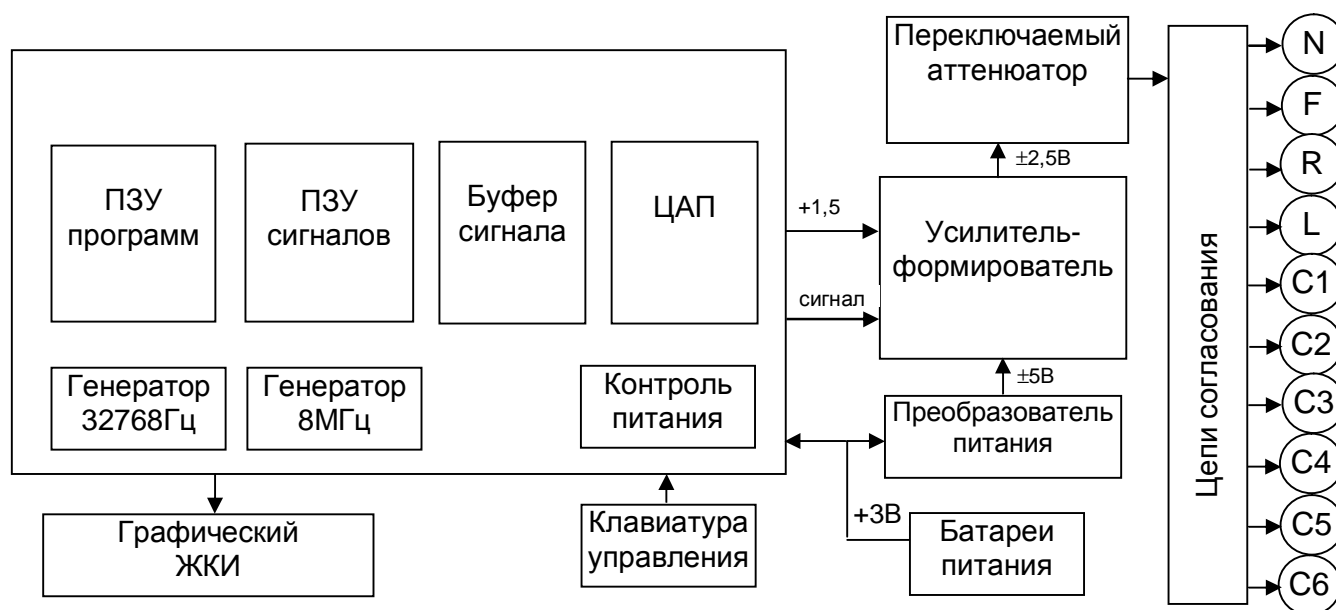 Переключаемый
аттенюатор
±2,5В
ПЗУ
программ
ПЗУ
сигналов
Буфер
сигнала
ЦАП
+1,5
сигнал
Усилитель-
формирователь
±5В
Генератор
32768Гц
Генератор
8МГц
Контроль
питания
Преобразователь
питания
+3В
Графический
ЖКИ
Клавиатура
управления
Батареи
питания
Цепи согласования
N
F
R
L
C1
C2
C3
C4
C5
C6